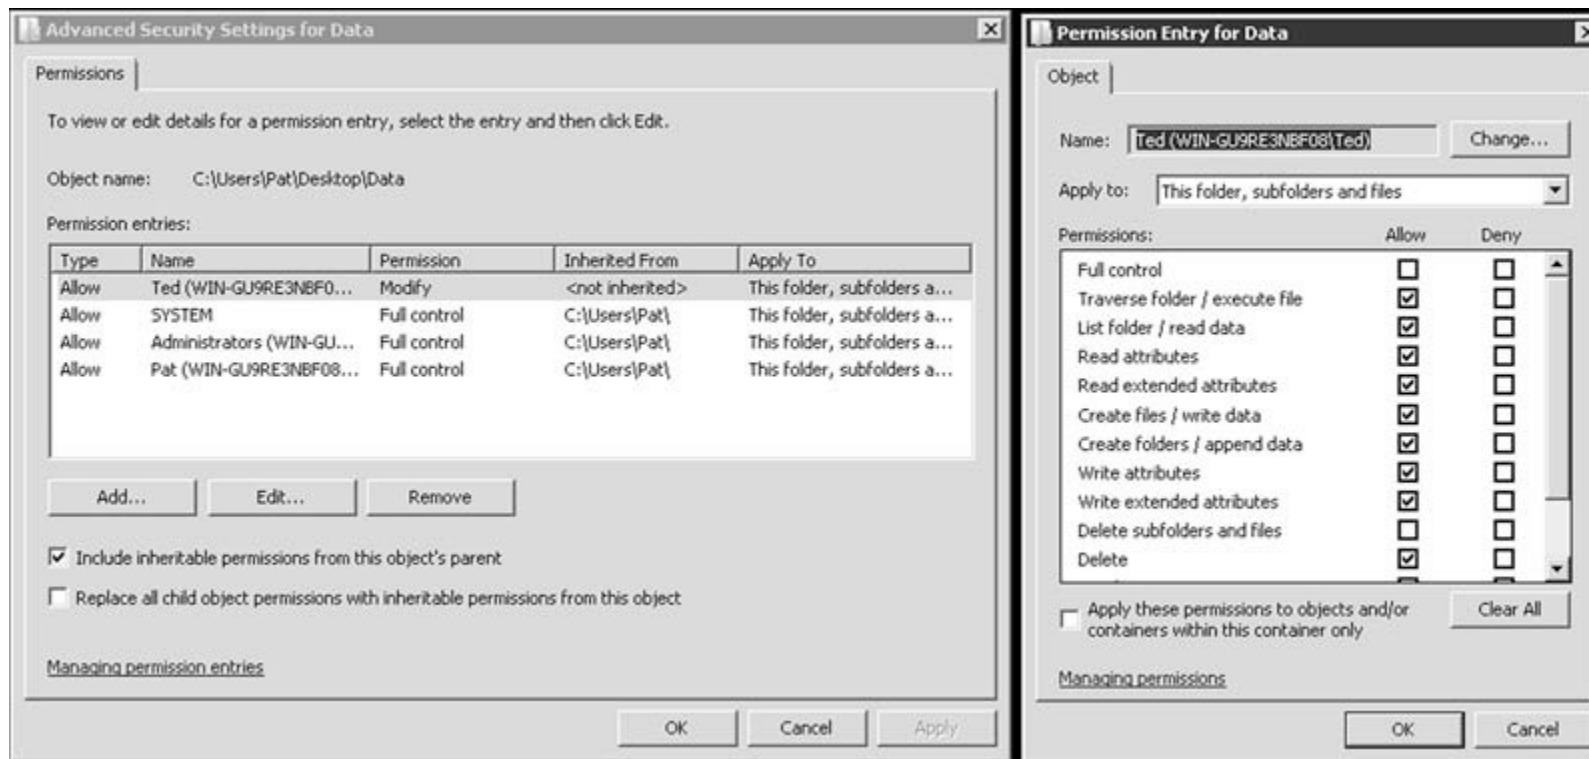 Advanced Security Settings for Data
Permissions
To view or edit details for a permission entry, select the entry and then click Edit.
Object name: C:\Users\Pat\Desktop\Data
Permission entries:
Type Name Permission Inherited From Apply To
Allow Ted (WIN-GU9RE3NBF0... Modify <not inherited> This folder, subfolders a...
Allow SYSTEM Full control C:\Users\Pat\ This folder, subfolders a...
Allow Administrators (WIN-GU... Full control C:\Users\Pat\ This folder, subfolders a...
Allow Pat (WIN-GU9RE3NBF08... Full control C:\Users\Pat\ This folder, subfolders a...
Add... Edit... Remove
Include inheritable permissions from this object's parent
Replace all child object permissions with inheritable permissions from this object
Managing permission entries
OK Cancel Apply
Permission Entry for Data
Object
Name: Ted (WIN-GU9RE3NBF08\Ted) Change...
Apply to: This folder, subfolders and files
Permissions: Allow Deny
Full control
Traverse folder / execute file
List folder / read data
Read attributes
Read extended attributes
Create files / write data
Create folders / append data
Write attributes
Write extended attributes
Delete subfolders and files
Delete
Apply these permissions to objects and/or
containers within this container only
Clear All
Managing permissions
OK Cancel